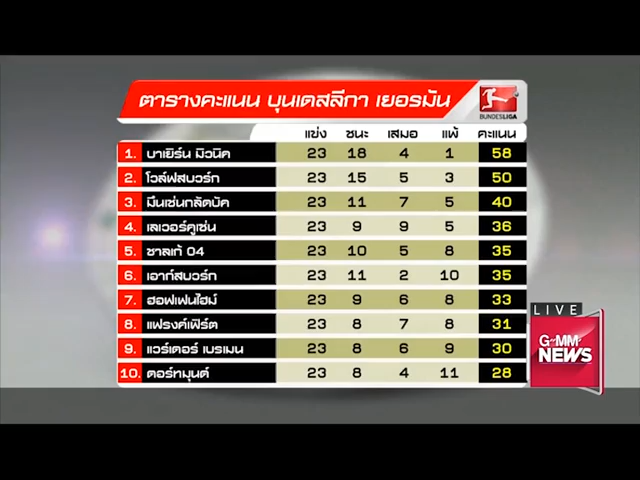 ตารางคะแนน บุนเดสลีกา เยอรมัน
BUNDESLIGA
แข่ง ชนะ เสมอ แพ้ คะแนน
1. บาเยิร์น มิวนิค 23 18 4 1 58
2. โวล์ฟสบวร์ก 23 15 5 3 50
3. มึนเช่นกลัดบัค 23 11 7 5 40
4. เลเวอร์คูเซ่น 23 9 9 5 36
5. ชาลเก้ 04 23 10 5 8 35
6. เอาก์สบวร์ก 23 11 2 10 35
7. ฮอฟเฟนไฮม์ 23 9 6 8 33
8. แฟรงค์เฟิร์ต 23 8 7 8 31
9. แวร์เดอร์ เบรเมน 23 8 6 9 30
10. ดอร์ทมุนด์ 23 8 4 11 28
LIVE
G-MM
NEWS